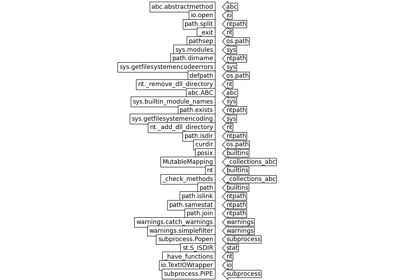 abc.abstractmethod abc
io.open io
path.split ntpath
_exit nt
pathsep os.path
sys.modules sys
path.dirname ntpath
sys.getfilesystemencodeerrors sys
defpath os.path
nt._remove_dll_directory nt
abc.ABC abc
sys.builtin_module_names sys
path.exists ntpath
sys.getfilesystemencoding sys
nt._add_dll_directory nt
path.isdir ntpath
curdir os.path
posix builtins
MutableMapping _collections_abc
nt builtins
_check_methods _collections_abc
path builtins
path.islink ntpath
path.samestat ntpath
path.join ntpath
warnings.catch_warnings warnings
warnings.simplefilter warnings
subprocess.Popen subprocess
st.S_ISDIR stat
_have_functions nt
io.TextIOWrapper io
subprocess.PIPE subprocess